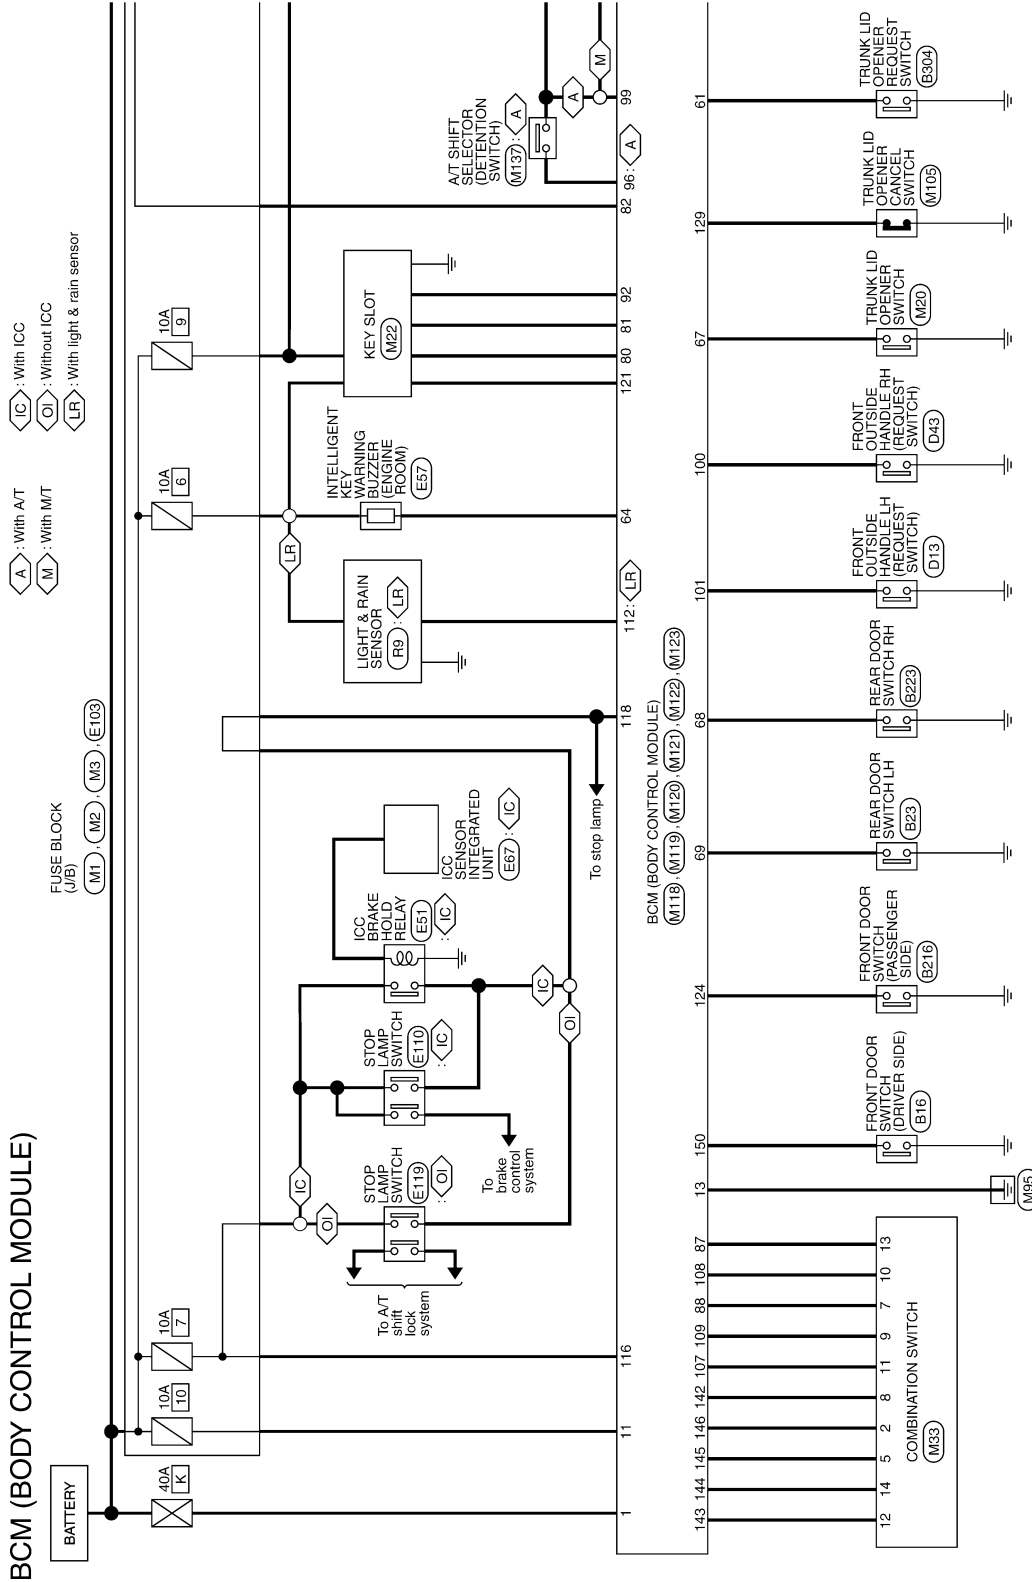 BCM (BODY CONTROL MODULE)
A : With A/T
M : With M/T
IC : With ICC
OI : Without ICC
LR : With light & rain sensor
BATTERY
FUSE BLOCK
(J/B)
M1 , M2 , M3 , E103
40A
K
10A
10
10A
7
10A
6
10A
9
IC
OI
To A/T
shift
lock
system
STOP
LAMP
SWITCH
E119
: OI
To
brake
control
system
STOP
LAMP
SWITCH
E110
: IC
ICC
BRAKE
HOLD
RELAY
E51
: IC
IC
OI
ICC
SENSOR
INTEGRATED
UNIT
E67 : IC
To stop lamp
LIGHT & RAIN
SENSOR
R9 : LR
LR
INTELLIGENT
KEY
WARNING
BUZZER
(ENGINE
ROOM)
E57
KEY SLOT
M22
A/T SHIFT
SELECTOR
(DETENTION
SWITCH)
M137 : A
A
M
1
11
116
118
112: LR
64
121
80
81
92
82
96: A
99
BCM (BODY CONTROL MODULE)
M118 , M119 , M120 , M121 , M122 , M123
143
144
145
146
142
107
109
88
108
87
13
150
124
69
68
101
100
67
129
61
12
14
5
2
8
11
9
7
10
13
COMBINATION SWITCH
M33
M95
FRONT DOOR
SWITCH
(DRIVER SIDE)
B16
FRONT DOOR
SWITCH
(PASSENGER
SIDE)
B216
REAR DOOR
SWITCH LH
B23
REAR DOOR
SWITCH RH
B223
FRONT
OUTSIDE
HANDLE LH
(REQUEST
SWITCH)
D13
FRONT
OUTSIDE
HANDLE RH
(REQUEST
SWITCH)
D43
TRUNK LID
OPENER
SWITCH
M20
TRUNK LID
OPENER
CANCEL
SWITCH
M105
TRUNK LID
OPENER
REQUEST
SWITCH
B304